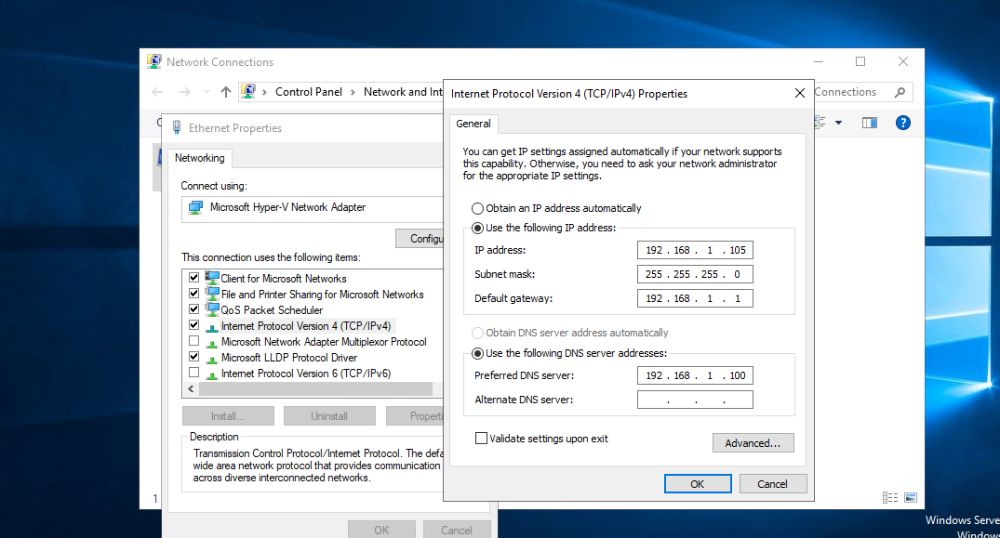 Network Connections
Control Panel
Network and Int
Connections
Ethernet Properties
Networking
Connect using:
Microsoft Hyper-V Network Adapter
Configu
This connection uses the following items:
Client for Microsoft Networks
File and Printer Sharing for Microsoft Networks
QoS Packet Scheduler
Internet Protocol Version 4 (TCP/IPv4)
Microsoft Network Adapter Multiplexor Protocol
Microsoft LLDP Protocol Driver
Internet Protocol Version 6 (TCP/IPv6)
Install...
Uninstall
Properti
Description
Transmission Control Protocol/Internet Protocol. The defa
wide area network protocol that provides communication
across diverse interconnected networks.
OK
Cancel
1
Internet Protocol Version 4 (TCP/IPv4) Properties
General
You can get IP settings assigned automatically if your network supports
this capability. Otherwise, you need to ask your network administrator
for the appropriate IP settings.
Obtain an IP address automatically
Use the following IP address:
IP address:
192 . 168 . 1 . 105
Subnet mask:
255 . 255 . 255 . 0
Default gateway:
192 . 168 . 1 . 1
Obtain DNS server address automatically
Use the following DNS server addresses:
Preferred DNS server:
192 . 168 . 1 . 100
Alternate DNS server:
. . .
Validate settings upon exit
Advanced...
OK
Cancel
Windows Serve
Window